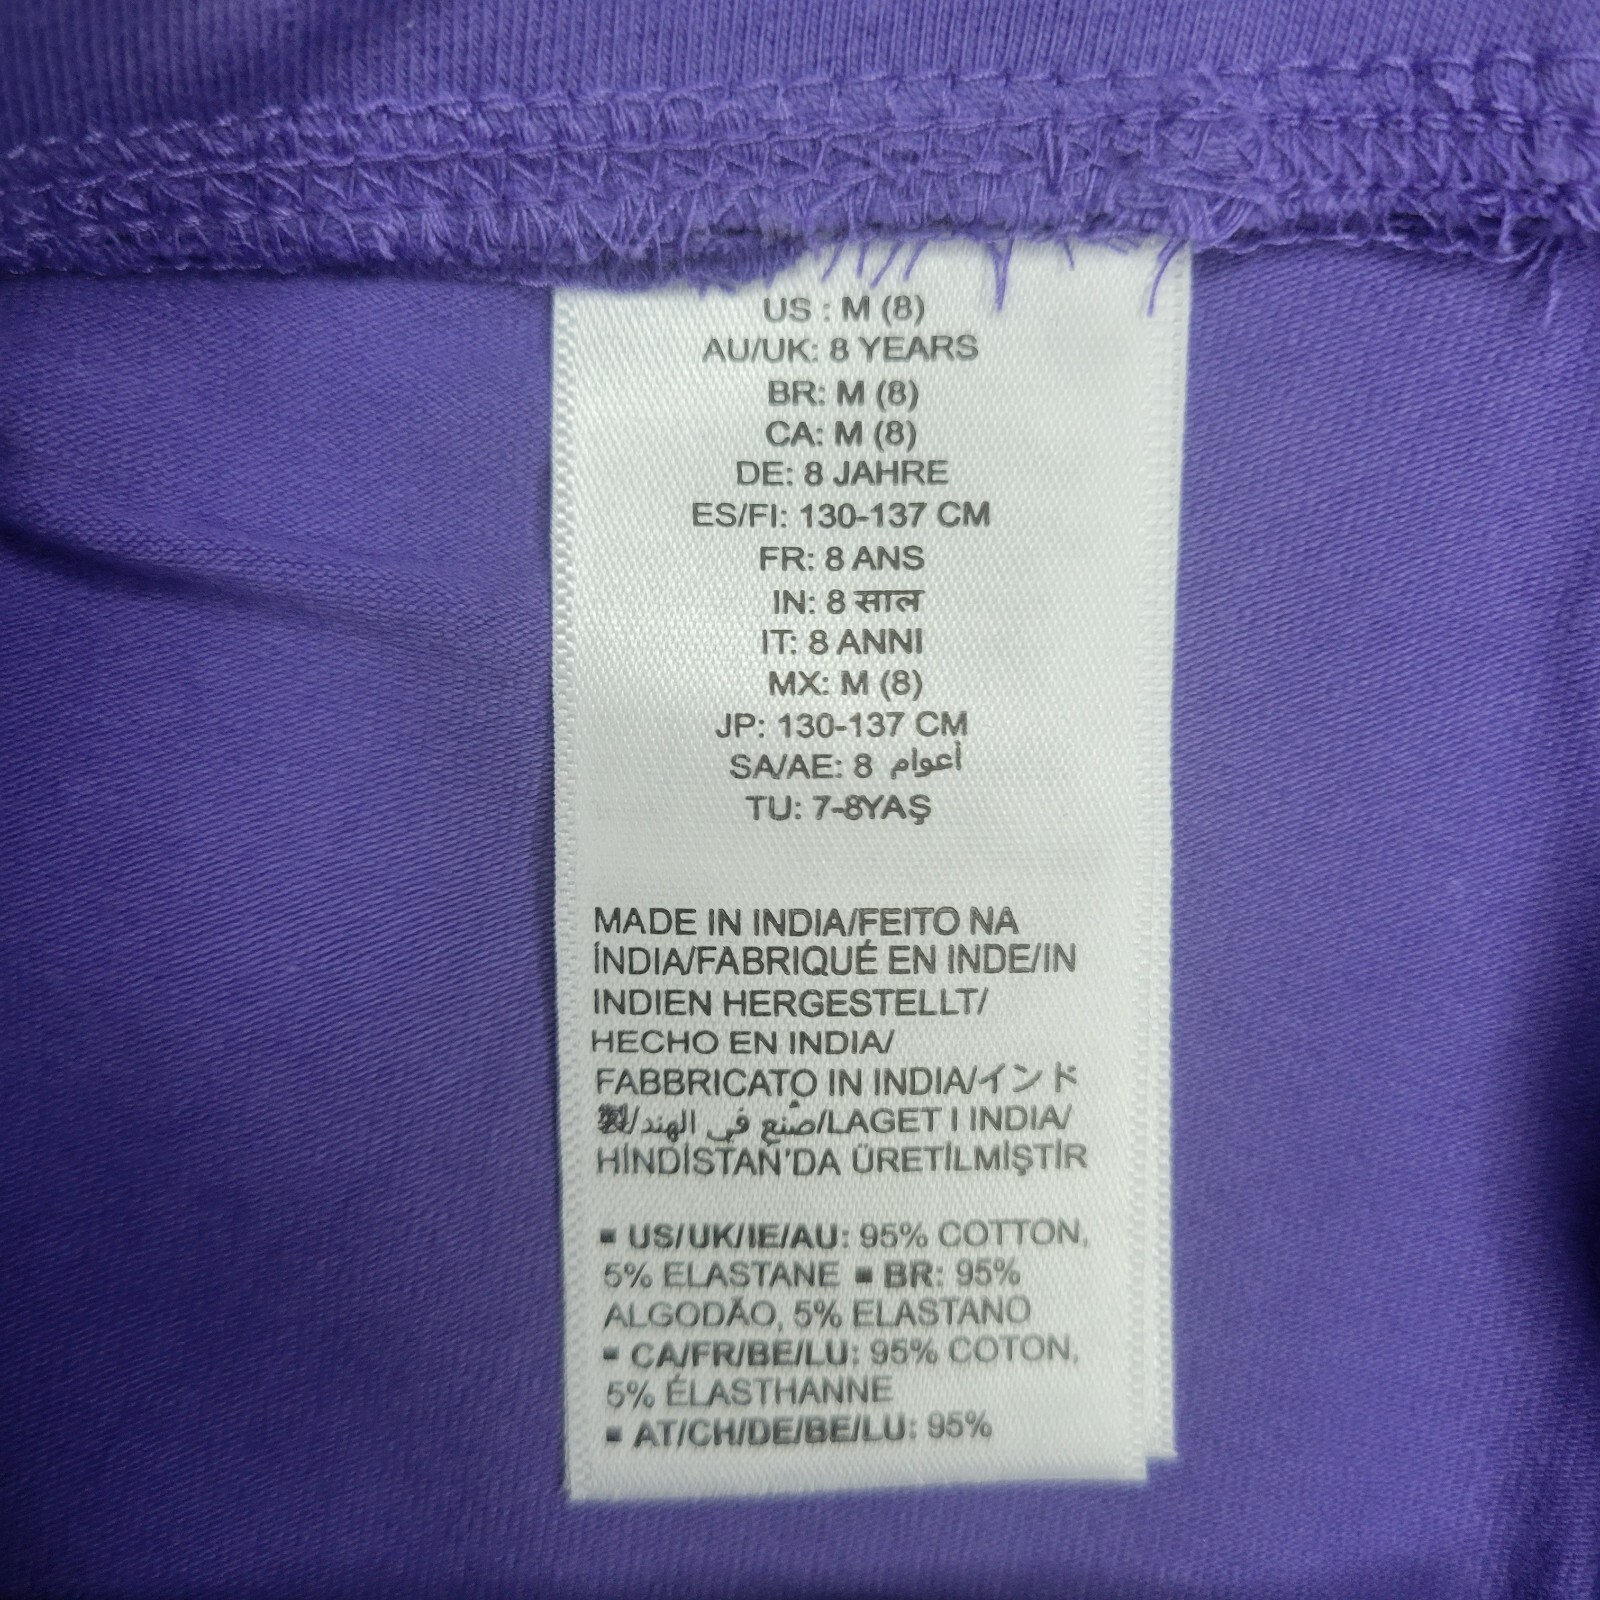 US : M (8)
AU/UK: 8 YEARS
BR: M (8)
CA: M (8)
DE: 8 JAHRE
ES/FI: 130-137 CM
FR: 8 ANS
IN: 8 साल
IT: 8 ANNI
MX: M (8)
JP: 130-137 CM
SA/AE: 8 أعوام
TU: 7-8YAŞ
MADE IN INDIA/FEITO NA
ÍNDIA/FABRIQUÉ EN INDE/IN
INDIEN HERGESTELLT/
HECHO EN INDIA/
FABBRICATO IN INDIA/インド
製/صُنع في الهند/LAGET I INDIA/
HİNDİSTAN'DA ÜRETİLMİŞTİR
▪ US/UK/IE/AU: 95% COTTON,
5% ELASTANE ▪ BR: 95%
ALGODÃO, 5% ELASTANO
▪ CA/FR/BE/LU: 95% COTON,
5% ÉLASTHANNE
▪ AT/CH/DE/BE/LU: 95%